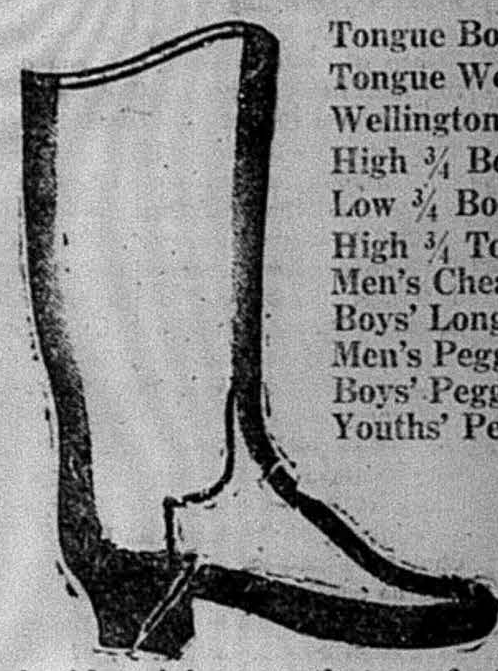 Tongue Bo
Tongue We
Wellington
High ¾ Bo
Low ¾ Bo
High ¾ To
Men's Chea
Boys' Long
Men's Pegg
Boys' Pegg
Youths' Pe